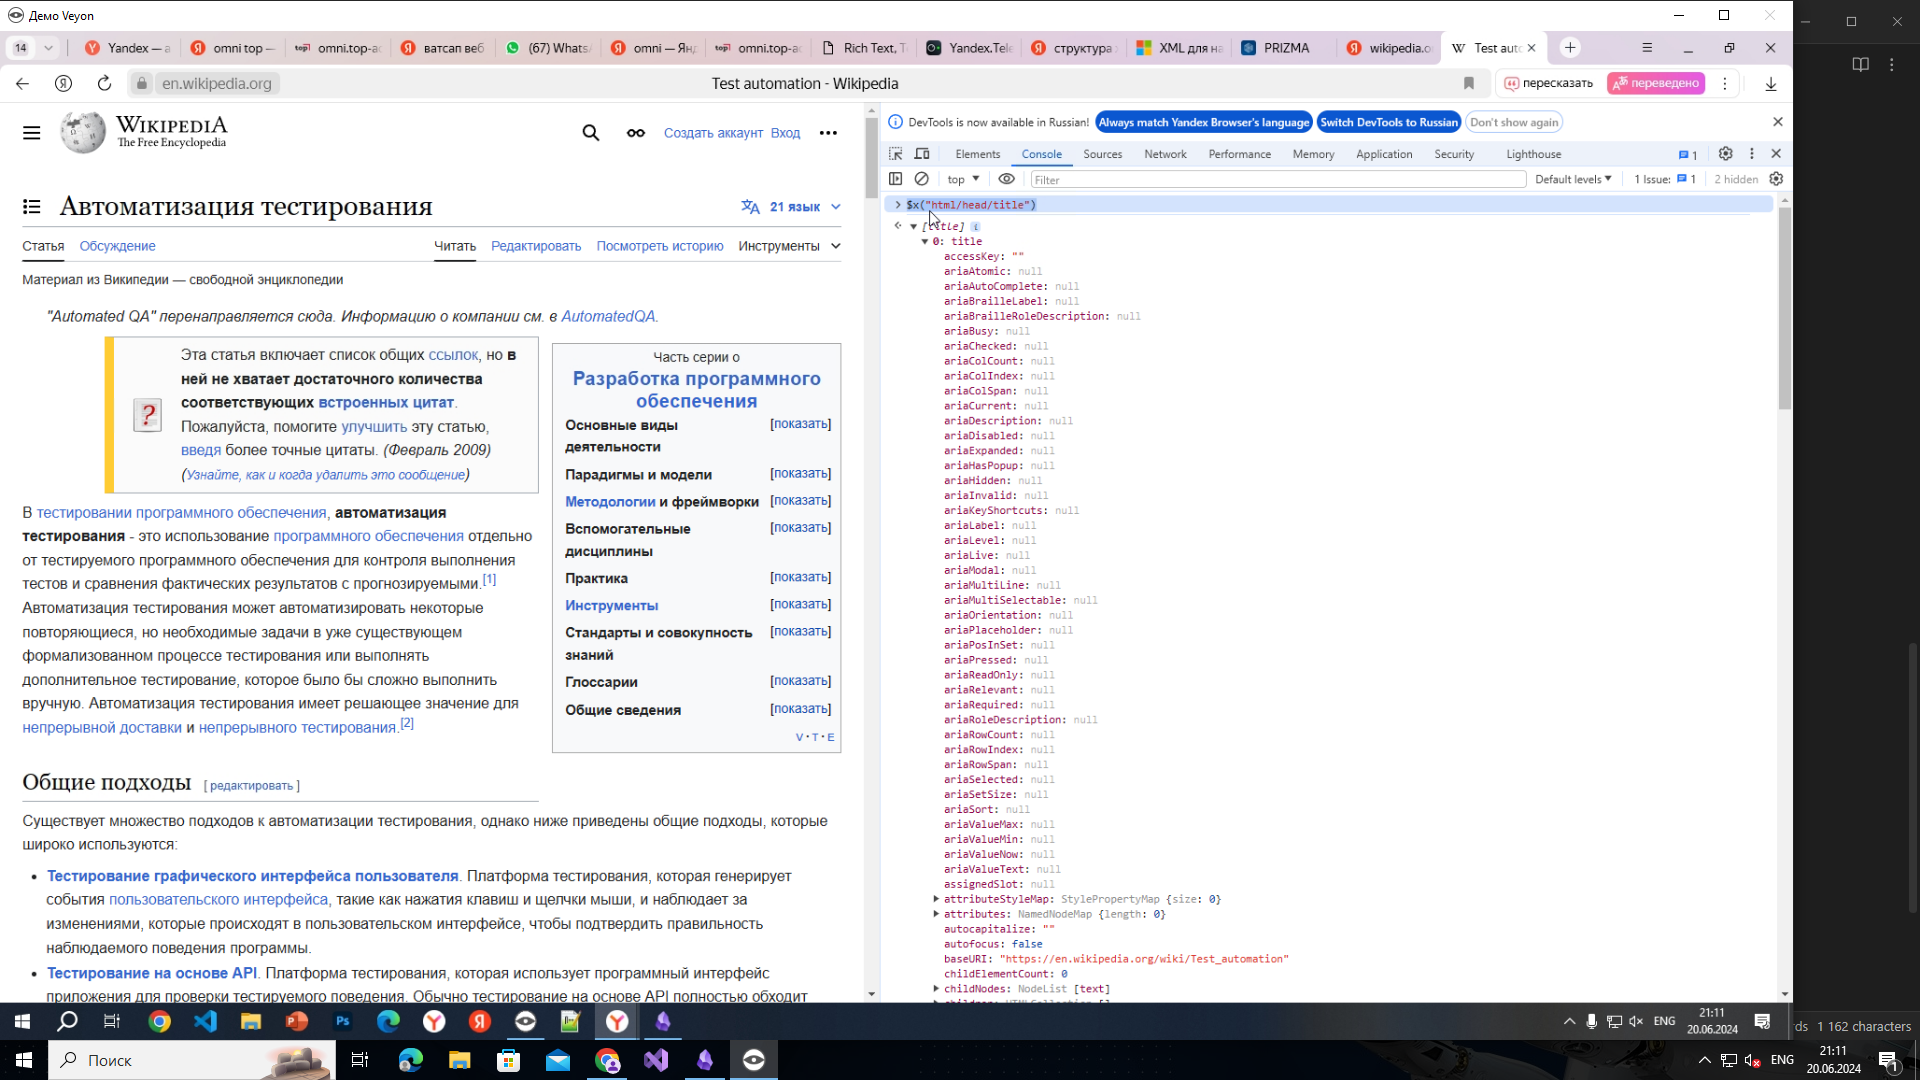 Демо Veyon
14
Yandex — а
omni top —
omni.top-ac
ватсап веб
(67) Whats
omni — Янд
omni.top-ac
Rich Text, T
Yandex.Tele
структура
XML для на
PRIZMA
wikipedia.or
Test auto
en.wikipedia.org
Test automation - Wikipedia
пересказать
переведено
WIKIPEDIA
The Free Encyclopedia
Создать аккаунт Вход
Автоматизация тестирования
21 язык
Статья Обсуждение Читать Редактировать Посмотреть историю Инструменты
Материал из Википедии — свободной энциклопедии
"Automated QA" перенаправляется сюда. Информацию о компании см. в AutomatedQA.
Эта статья включает список общих ссылок, но в
ней не хватает достаточного количества
соответствующих встроенных цитат.
Пожалуйста, помогите улучшить эту статью,
введя более точные цитаты. (Февраль 2009)
(Узнайте, как и когда удалить это сообщение)
Часть серии о
Разработка программного
обеспечения
Основные виды [показать]
деятельности
Парадигмы и модели [показать]
Методологии и фреймворки [показать]
Вспомогательные [показать]
дисциплины
Практика [показать]
Инструменты [показать]
Стандарты и совокупность [показать]
знаний
Глоссарии [показать]
Общие сведения [показать]
V · T · E
В тестировании программного обеспечения, автоматизация
тестирования - это использование программного обеспечения отдельно
от тестируемого программного обеспечения для контроля выполнения
тестов и сравнения фактических результатов с прогнозируемыми.[1]
Автоматизация тестирования может автоматизировать некоторые
повторяющиеся, но необходимые задачи в уже существующем
формализованном процессе тестирования или выполнять
дополнительное тестирование, которое было бы сложно выполнить
вручную. Автоматизация тестирования имеет решающее значение для
непрерывной доставки и непрерывного тестирования.[2]
Общие подходы [ редактировать ]
Существует множество подходов к автоматизации тестирования, однако ниже приведены общие подходы, которые
широко используются:
• Тестирование графического интерфейса пользователя. Платформа тестирования, которая генерирует
события пользовательского интерфейса, такие как нажатия клавиш и щелчки мыши, и наблюдает за
изменениями, которые происходят в пользовательском интерфейсе, чтобы подтвердить правильность
наблюдаемого поведения программы.
• Тестирование на основе API. Платформа тестирования, которая использует программный интерфейс
приложения для проверки тестируемого поведения. Обычно тестирование на основе API полностью обходит
DevTools is now available in Russian! Always match Yandex Browser's language Switch DevTools to Russian Don't show again
Elements Console Sources Network Performance Memory Application Security Lighthouse 1
top Filter Default levels 1 Issue: 1 2 hidden
$x("html/head/title")
[title]
0: title
accessKey: ""
ariaAtomic: null
ariaAutoComplete: null
ariaBrailleLabel: null
ariaBrailleRoleDescription: null
ariaBusy: null
ariaChecked: null
ariaColCount: null
ariaColIndex: null
ariaColSpan: null
ariaCurrent: null
ariaDescription: null
ariaDisabled: null
ariaExpanded: null
ariaHasPopup: null
ariaHidden: null
ariaInvalid: null
ariaKeyShortcuts: null
ariaLabel: null
ariaLevel: null
ariaLive: null
ariaModal: null
ariaMultiLine: null
ariaMultiSelectable: null
ariaOrientation: null
ariaPlaceholder: null
ariaPosInSet: null
ariaPressed: null
ariaReadOnly: null
ariaRelevant: null
ariaRequired: null
ariaRoleDescription: null
ariaRowCount: null
ariaRowIndex: null
ariaRowSpan: null
ariaSelected: null
ariaSetSize: null
ariaSort: null
ariaValueMax: null
ariaValueMin: null
ariaValueNow: null
ariaValueText: null
assignedSlot: null
attributeStyleMap: StylePropertyMap {size: 0}
attributes: NamedNodeMap {length: 0}
autocapitalize: ""
autofocus: false
baseURI: "https://en.wikipedia.org/wiki/Test_automation"
childElementCount: 0
childNodes: NodeList [text]
ENG
21:11
20.06.2024
rds 1 162 characters
Поиск
ENG
21:11
20.06.2024
1